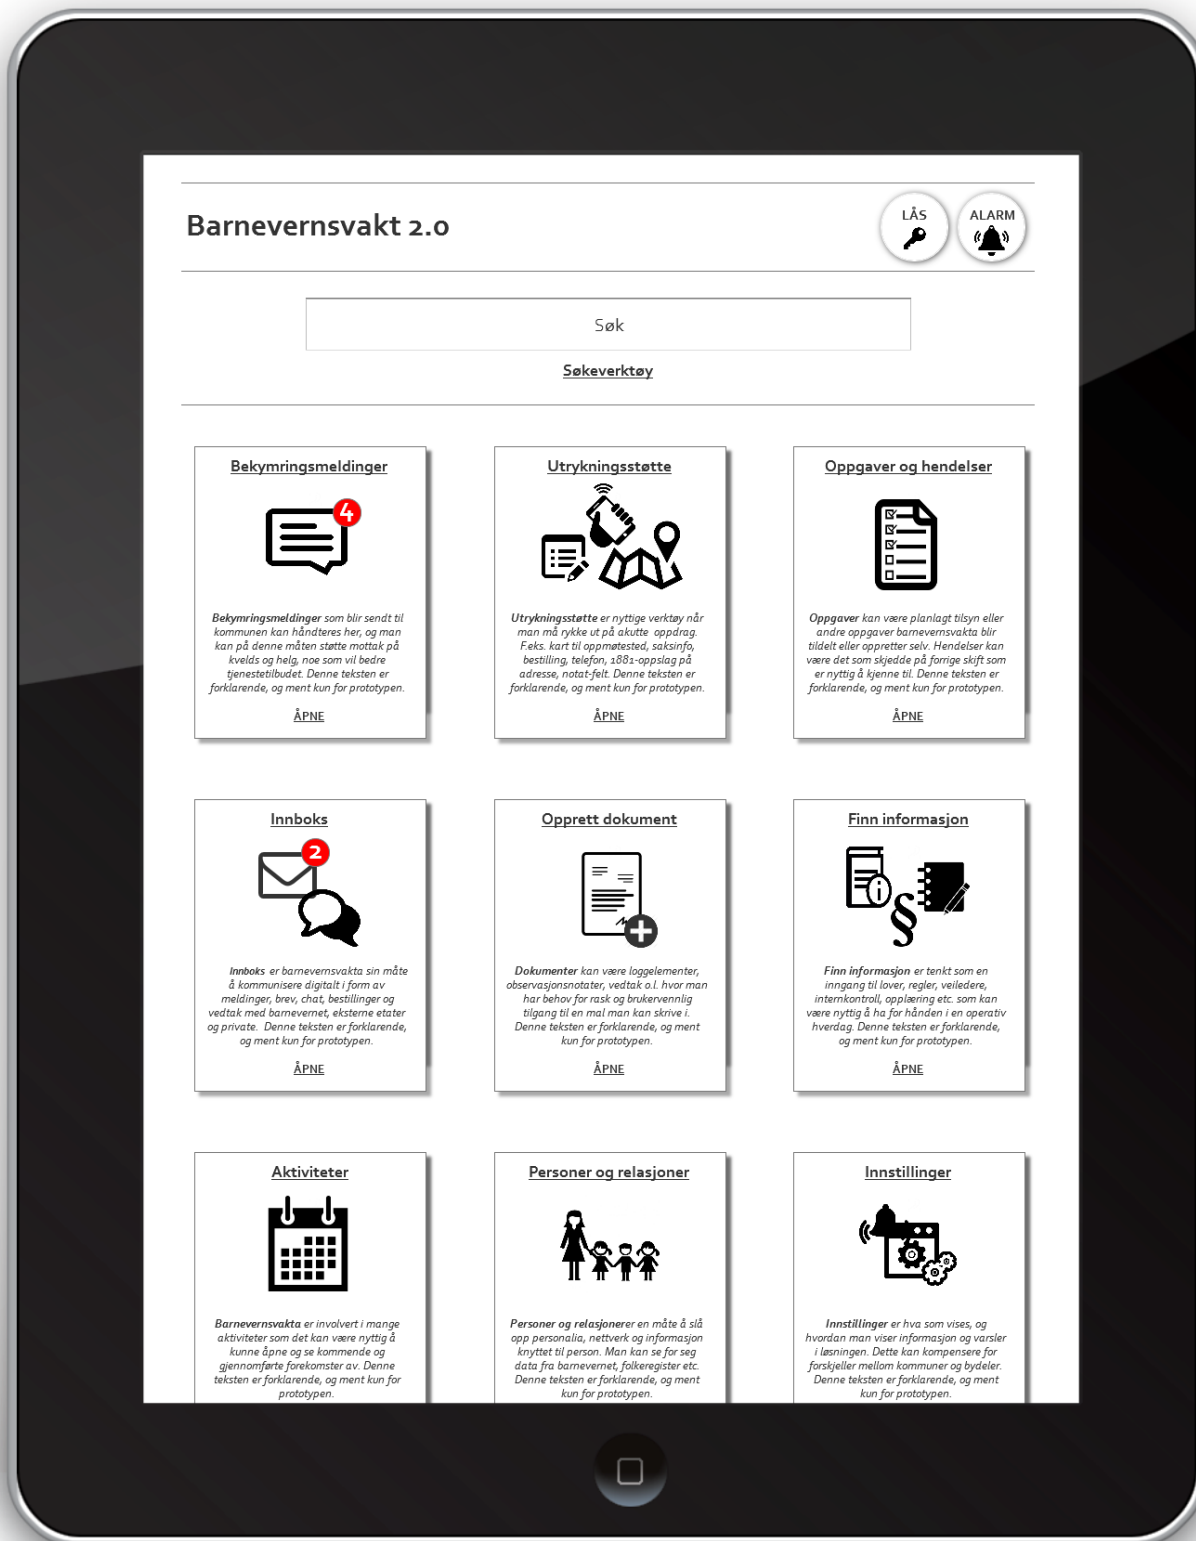 Barnevernsvakt 2.0
LÅS
ALARM
Søk
Søkeverktøy
Bekymringsmeldinger
4
Bekymringsmeldinger som blir sendt til
kommunen kan håndteres her, og man
kan på denne måten støtte mottak på
kvelds og helg, noe som vil bedre
tjenestetilbudet. Denne teksten er
forklarende, og ment kun for prototypen.
ÅPNE
Utrykningsstøtte
Utrykningsstøtte er nyttige verktøy når
man må rykke ut på akutte oppdrag.
F.eks. kart til oppmøtested, saksinfo,
bestilling, telefon, 1881-oppslag på
adresse, notat-felt. Denne teksten er
forklarende, og ment kun for prototypen.
ÅPNE
Oppgaver og hendelser
Oppgaver kan være planlagt tilsyn eller
andre oppgaver barnevernsvakta blir
tildelt eller oppretter selv. Hendelser kan
være det som skjedde på forrige skift som
er nyttig å kjenne til. Denne teksten er
forklarende, og ment kun for prototypen.
ÅPNE
Innboks
2
Innboks er barnevernsvakta sin måte
å kommunisere digitalt i form av
meldinger, brev, chat, bestillinger og
vedtak med barnevernet, eksterne etater
og private. Denne teksten er forklarende,
og ment kun for prototypen.
ÅPNE
Opprett dokument
Dokumenter kan være loggelementer,
observasjonsnotater, vedtak o.l. hvor man
har behov for rask og brukervennlig
tilgang til en mal man kan skrive i.
Denne teksten er forklarende, og ment
kun for prototypen.
ÅPNE
Finn informasjon
§
Finn informasjon er tenkt som en
inngang til lover, regler, veiledere,
internkontroll, opplæring etc. som kan
være nyttig å ha for hånden i en operativ
hverdag. Denne teksten er forklarende,
og ment kun for prototypen.
ÅPNE
Aktiviteter
Barnevernsvakta er involvert i mange
aktiviteter som det kan være nyttig å
kunne åpne og se kommende og
gjennomførte forekomster av. Denne
teksten er forklarende, og ment kun for
prototypen.
Personer og relasjoner
Personer og relasjonerer en måte å slå
opp personalia, nettverk og informasjon
knyttet til person. Man kan se for seg
data fra barnevernet, folkeregister etc.
Denne teksten er forklarende, og ment
kun for prototypen.
Innstillinger
Innstillinger er hva som vises, og
hvordan man viser informasjon og varsler
i løsningen. Dette kan kompensere for
forskjeller mellom kommuner og bydeler.
Denne teksten er forklarende, og ment
kun for prototypen.